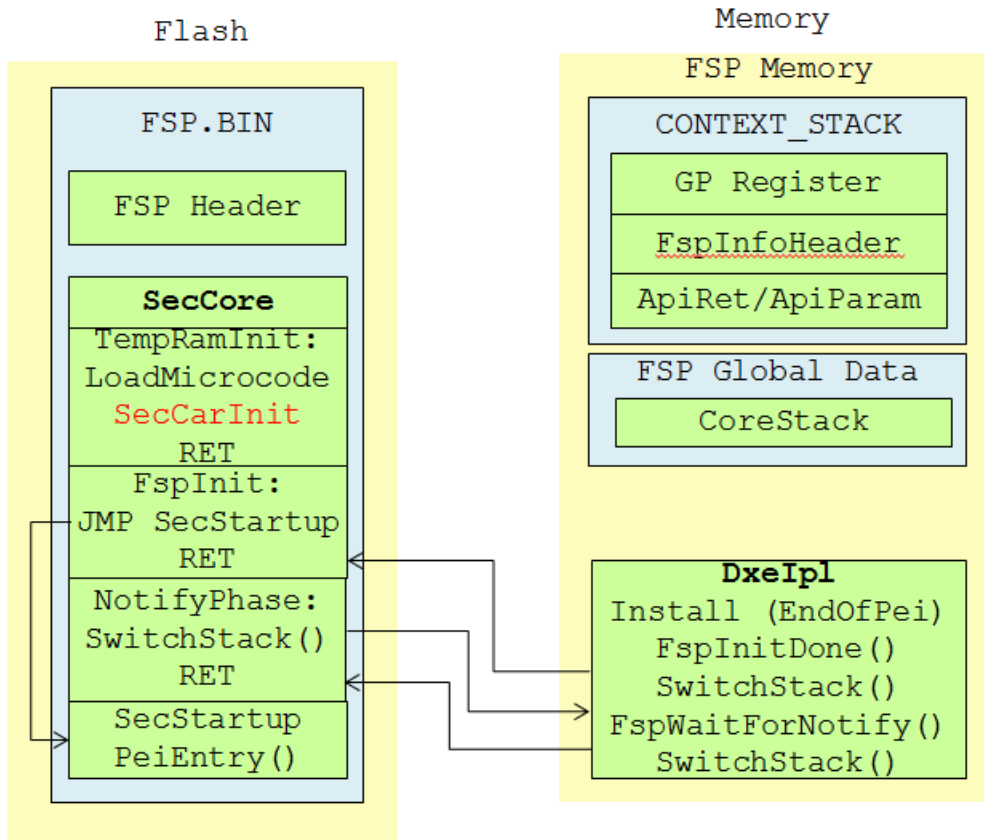 Flash
FSP.BIN
FSP Header
SecCore
TempRamInit:
LoadMicrocode
SecCarInit
RET
FspInit:
JMP SecStartup
RET
NotifyPhase:
SwitchStack()
RET
SecStartup
PeiEntry()
Memory
FSP Memory
CONTEXT_STACK
GP Register
FspInfoHeader
ApiRet/ApiParam
FSP Global Data
CoreStack
DxeIpl
Install (EndOfPei)
FspInitDone()
SwitchStack()
FspWaitForNotify()
SwitchStack()